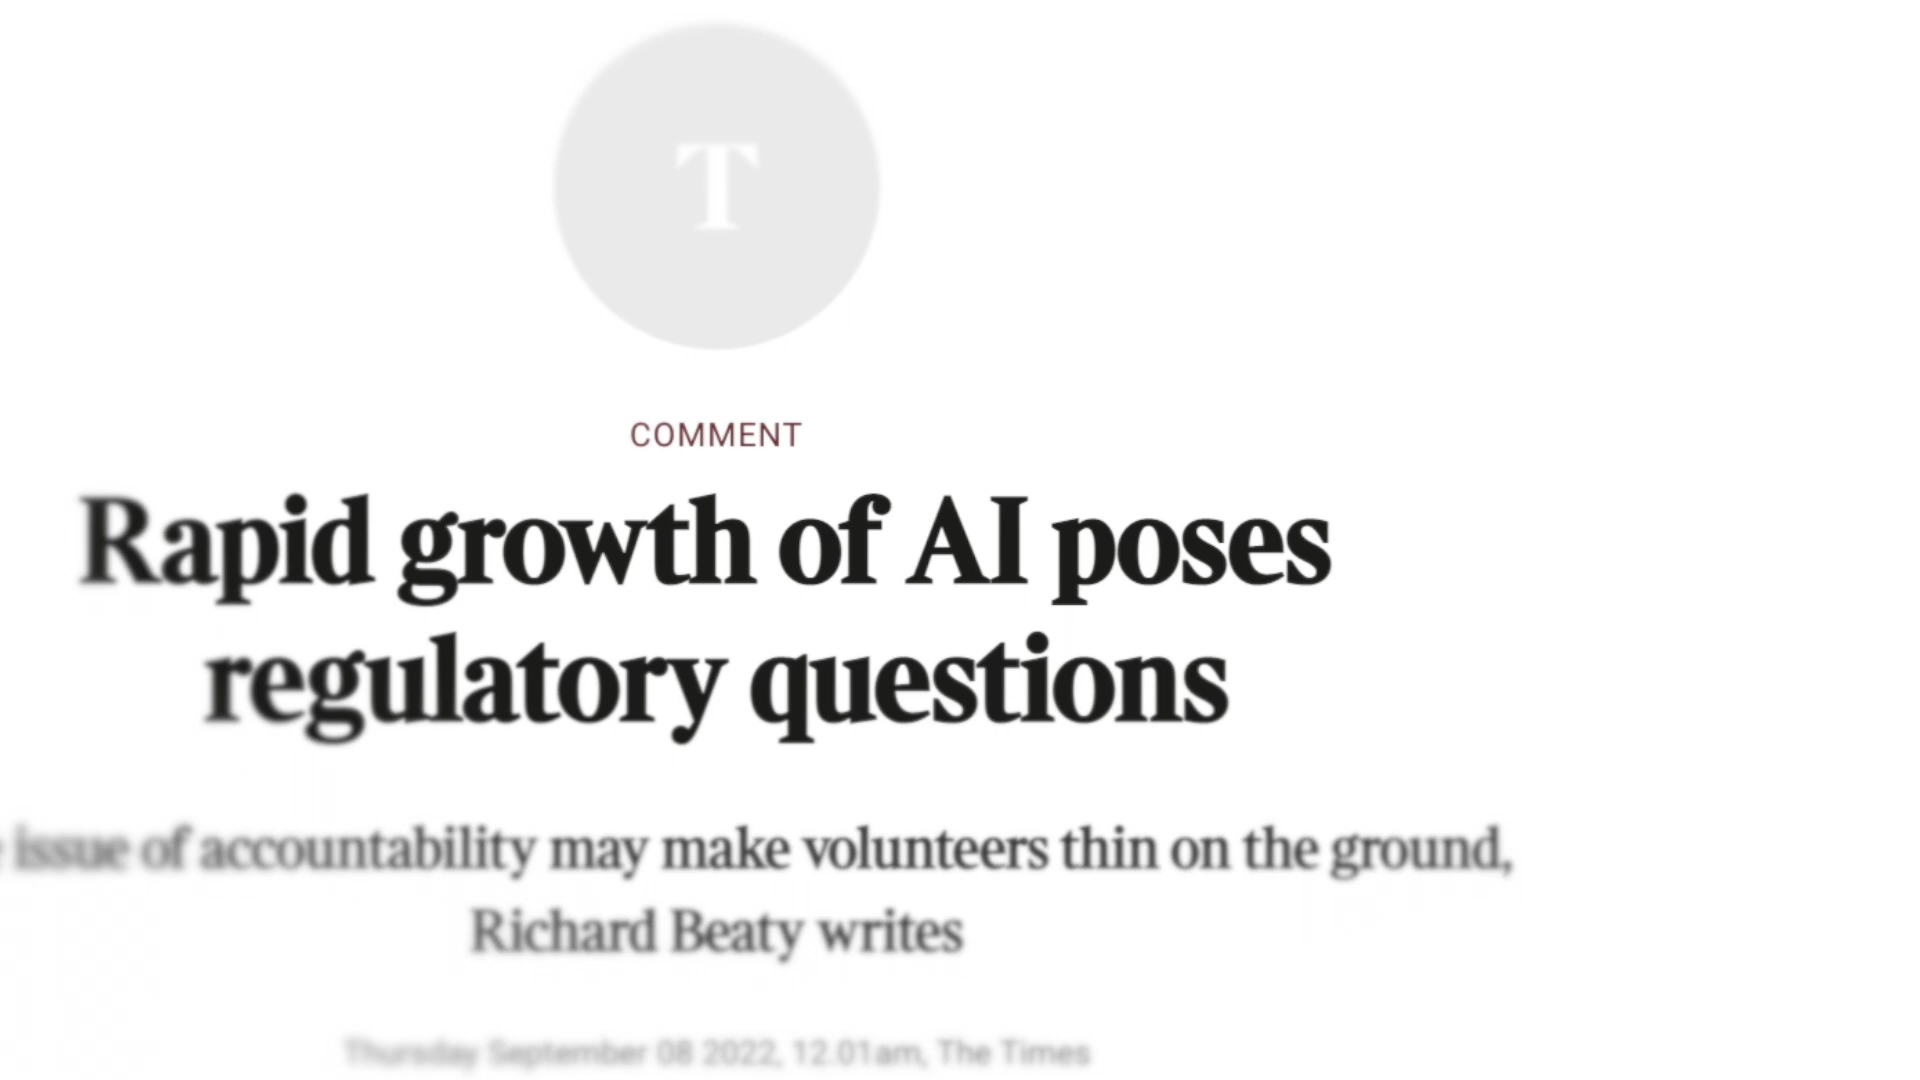 T
COMMENT
Rapid growth of AI poses
regulatory questions
issue of accountability may make volunteers thin on the ground,
Richard Beaty writes
Thursday September 08 2022, 12.01am, The Times